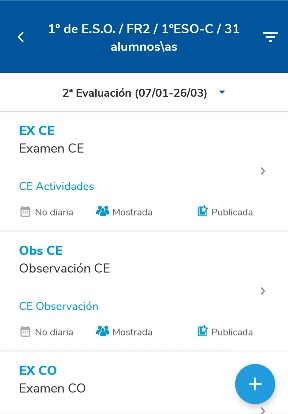 1º de E.S.O. / FR2 / 1ºESO-C / 31
alumnos\as
2ª Evaluación (07/01-26/03)
EX CE
Examen CE
CE Actividades
No diaria Mostrada Publicada
Obs CE
Observación CE
CE Observación
No diaria Mostrada Publicada
EX CO
Examen CO